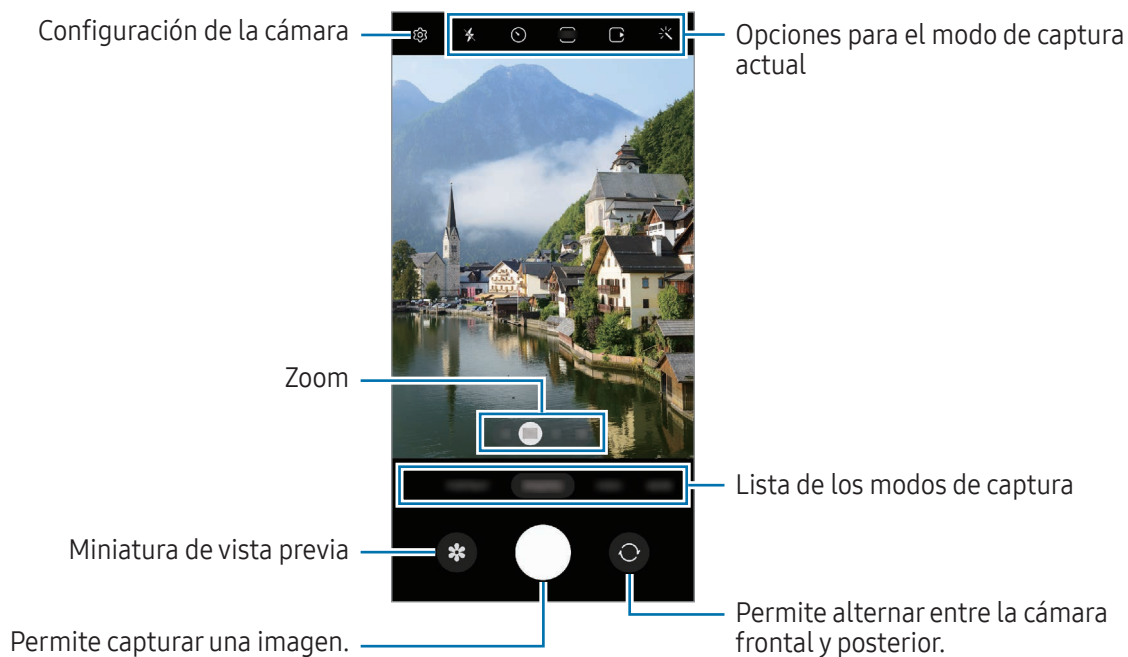 Configuración de la cámara
Opciones para el modo de captura
actual
Zoom
Lista de los modos de captura
Miniatura de vista previa
Permite capturar una imagen.
Permite alternar entre la cámara
frontal y posterior.